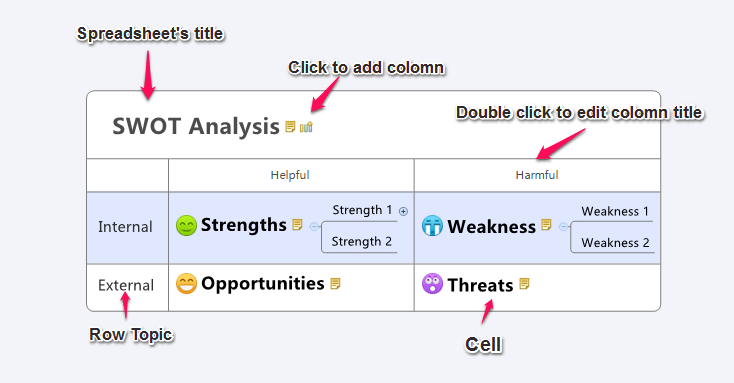 Spreadsheet's title
Click to add colomn
Double click to edit colomn title
SWOT Analysis
Helpful
Harmful
Internal
Strengths
Strength 1
Strength 2
Weakness
Weakness 1
Weakness 2
External
Opportunities
Threats
Row Topic
Cell